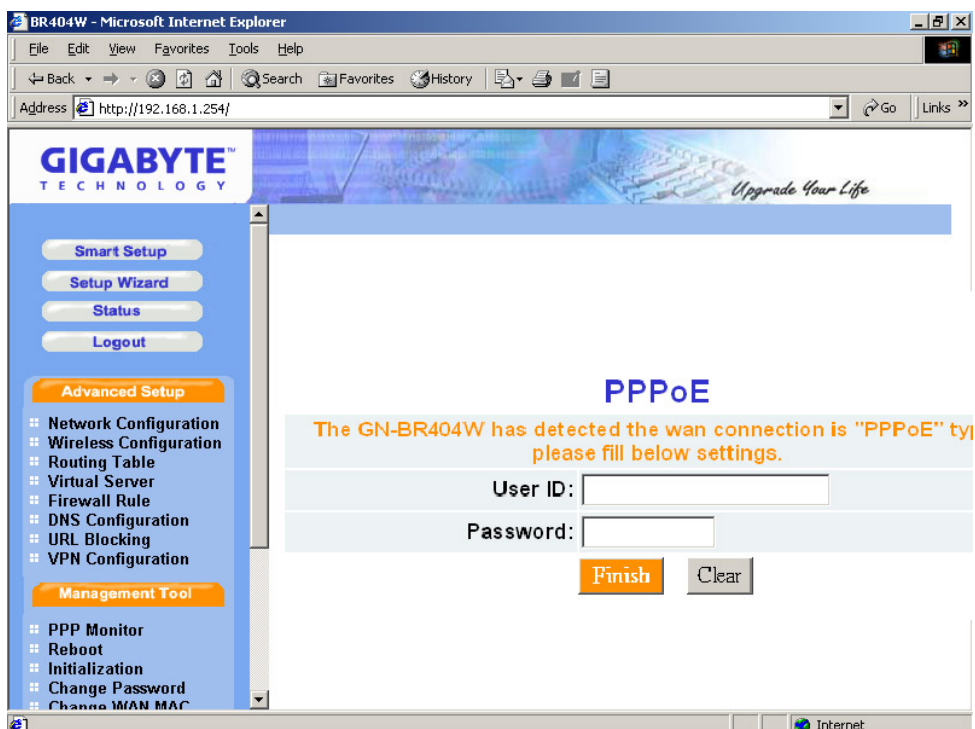 BR404W - Microsoft Internet Explorer
File Edit View Favorites Tools Help
Back Search Favorites History
Address http://192.168.1.254/ Go Links »
GIGABYTE™
TECHNOLOGY
Upgrade Your Life
Smart Setup
Setup Wizard
Status
Logout
Advanced Setup
Network Configuration
Wireless Configuration
Routing Table
Virtual Server
Firewall Rule
DNS Configuration
URL Blocking
VPN Configuration
Management Tool
PPP Monitor
Reboot
Initialization
Change Password
Change WAN MAC
PPPoE
The GN-BR404W has detected the wan connection is "PPPoE" typ
please fill below settings.
User ID:
Password:
Finish Clear
Internet